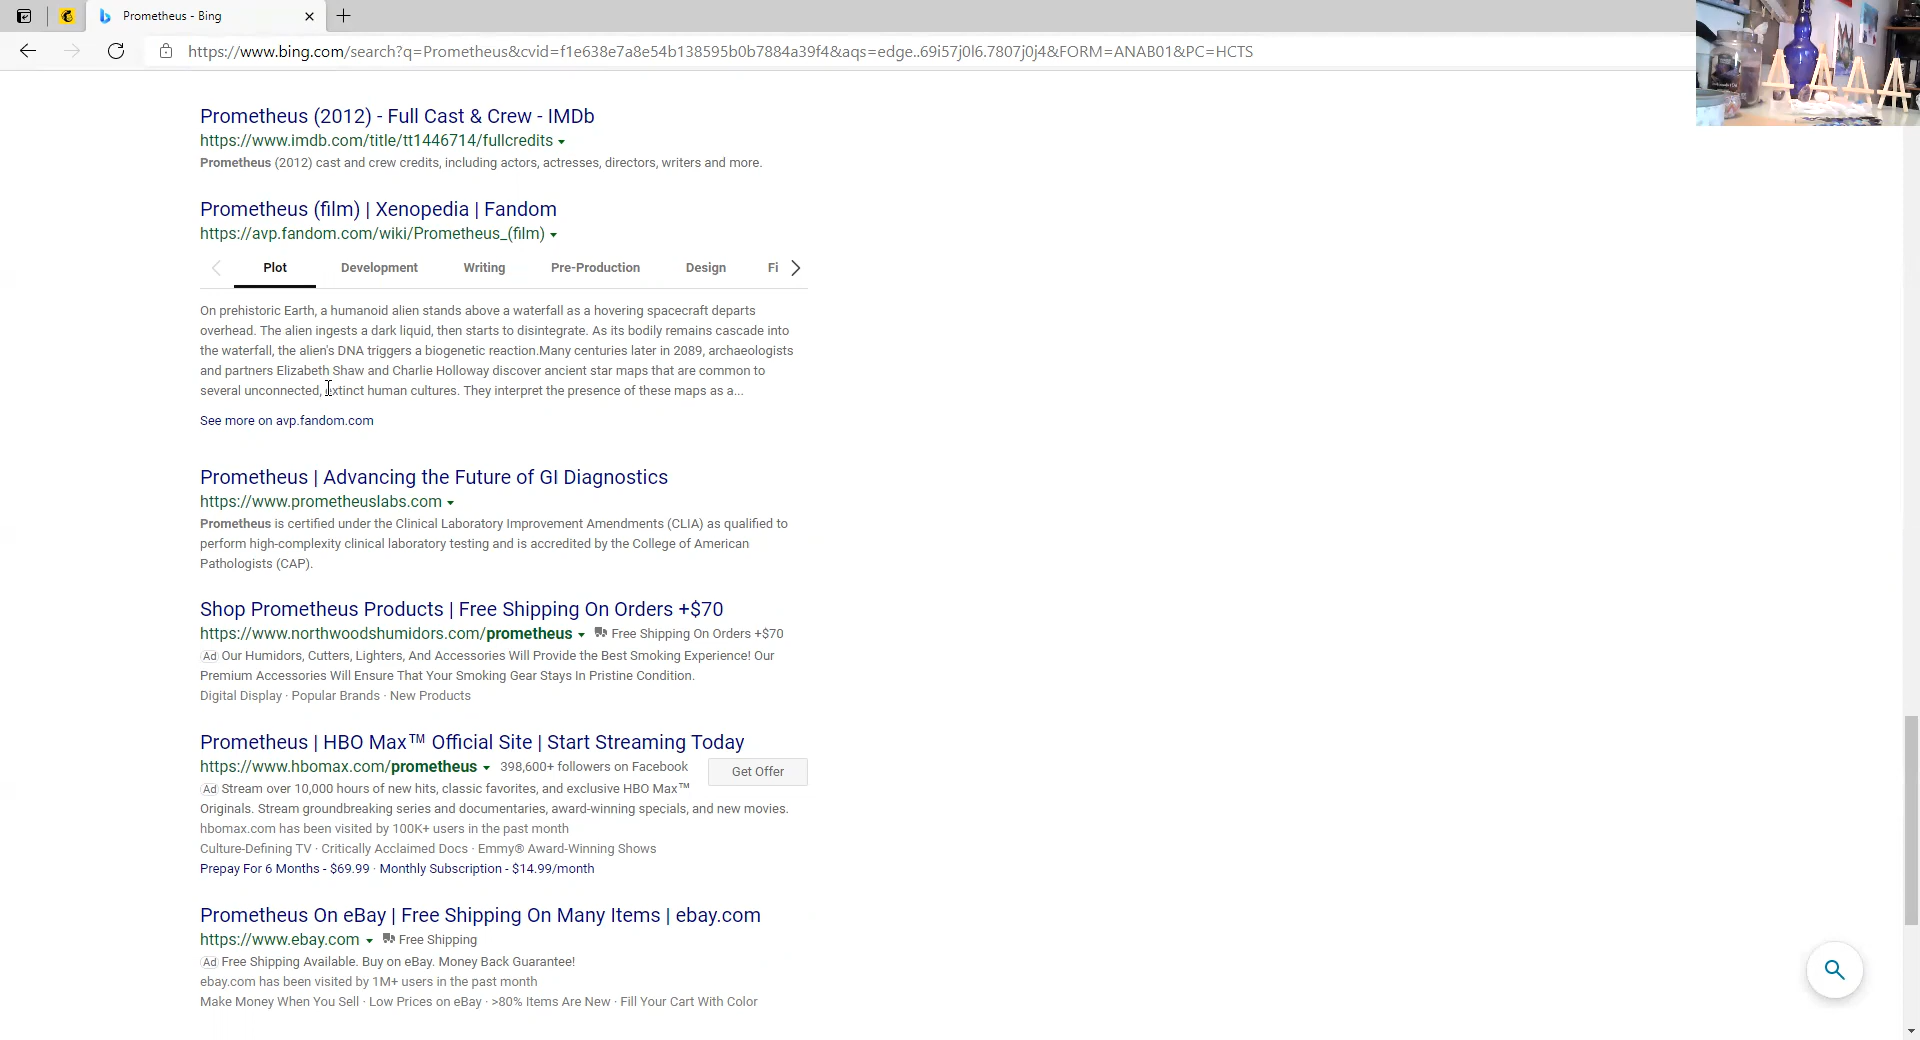 Prometheus - Bing
https://www.bing.com/search?q=Prometheus&cvid=f1e638e7a8e54b138595b0b7884a39f4&aqs=edge..69i57j0l6.7807j0j4&FORM=ANAB01&PC=HCTS
Prometheus (2012) - Full Cast & Crew - IMDb
https://www.imdb.com/title/tt1446714/fullcredits
Prometheus (2012) cast and crew credits, including actors, actresses, directors, writers and more.
Prometheus (film) | Xenopedia | Fandom
https://avp.fandom.com/wiki/Prometheus_(film)
Plot Development Writing Pre-Production Design Fi
On prehistoric Earth, a humanoid alien stands above a waterfall as a hovering spacecraft departs
overhead. The alien ingests a dark liquid, then starts to disintegrate. As its bodily remains cascade into
the waterfall, the alien's DNA triggers a biogenetic reaction.Many centuries later in 2089, archaeologists
and partners Elizabeth Shaw and Charlie Holloway discover ancient star maps that are common to
several unconnected, extinct human cultures. They interpret the presence of these maps as a...
See more on avp.fandom.com
Prometheus | Advancing the Future of GI Diagnostics
https://www.prometheuslabs.com
Prometheus is certified under the Clinical Laboratory Improvement Amendments (CLIA) as qualified to
perform high-complexity clinical laboratory testing and is accredited by the College of American
Pathologists (CAP).
Shop Prometheus Products | Free Shipping On Orders +$70
https://www.northwoodshumidors.com/prometheus Free Shipping On Orders +$70
Ad Our Humidors, Cutters, Lighters, And Accessories Will Provide the Best Smoking Experience! Our
Premium Accessories Will Ensure That Your Smoking Gear Stays In Pristine Condition.
Digital Display · Popular Brands · New Products
Prometheus | HBO Max™ Official Site | Start Streaming Today
https://www.hbomax.com/prometheus 398,600+ followers on Facebook Get Offer
Ad Stream over 10,000 hours of new hits, classic favorites, and exclusive HBO Max™
Originals. Stream groundbreaking series and documentaries, award-winning specials, and new movies.
hbomax.com has been visited by 100K+ users in the past month
Culture-Defining TV · Critically Acclaimed Docs · Emmy® Award-Winning Shows
Prepay For 6 Months - $69.99 · Monthly Subscription - $14.99/month
Prometheus On eBay | Free Shipping On Many Items | ebay.com
https://www.ebay.com Free Shipping
Ad Free Shipping Available. Buy on eBay. Money Back Guarantee!
ebay.com has been visited by 1M+ users in the past month
Make Money When You Sell · Low Prices on eBay · >80% Items Are New · Fill Your Cart With Color